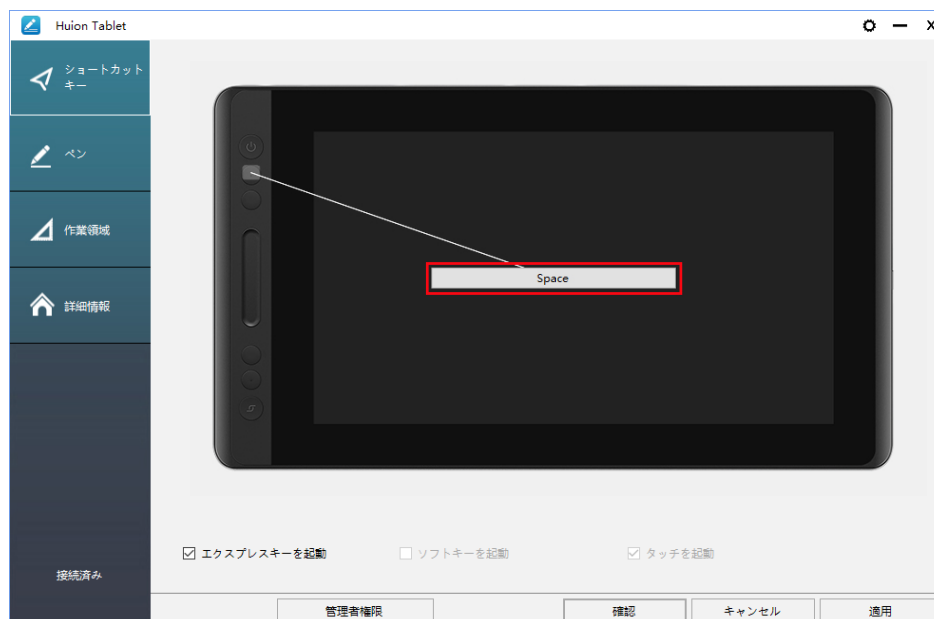 Huion Tablet
ショートカット
キー
ペン
作業領域
詳細情報
接続済み
Space
エクスプレスキーを起動
ソフトキーを起動
タッチを起動
管理者権限
確認
キャンセル
適用